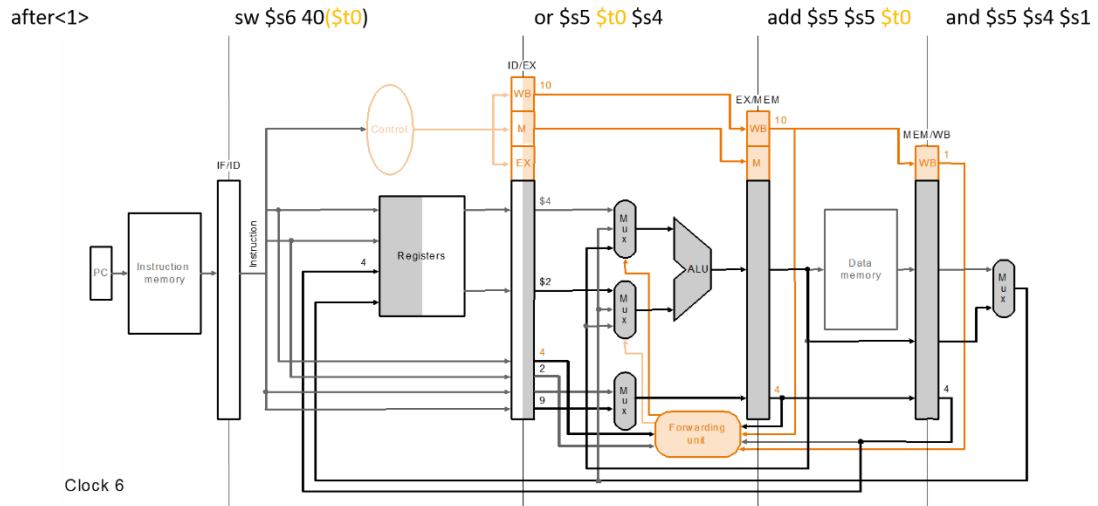 after<1> sw $s6 40($t0) or $s5 $t0 $s4 add $s5 $s5 $t0 and $s5 $s4 $s1
ID/EX
WB 10
EX/MEM
Control
M
WB 10
MEM/WB
IF/ID
EX
M
WB 1
$4
Instruction
Mux
PC
Instruction memory
4
Registers
ALU
Data memory
Mux
$2
Mux
4
2
9
Mux
4
4
Forwarding unit
Clock 6